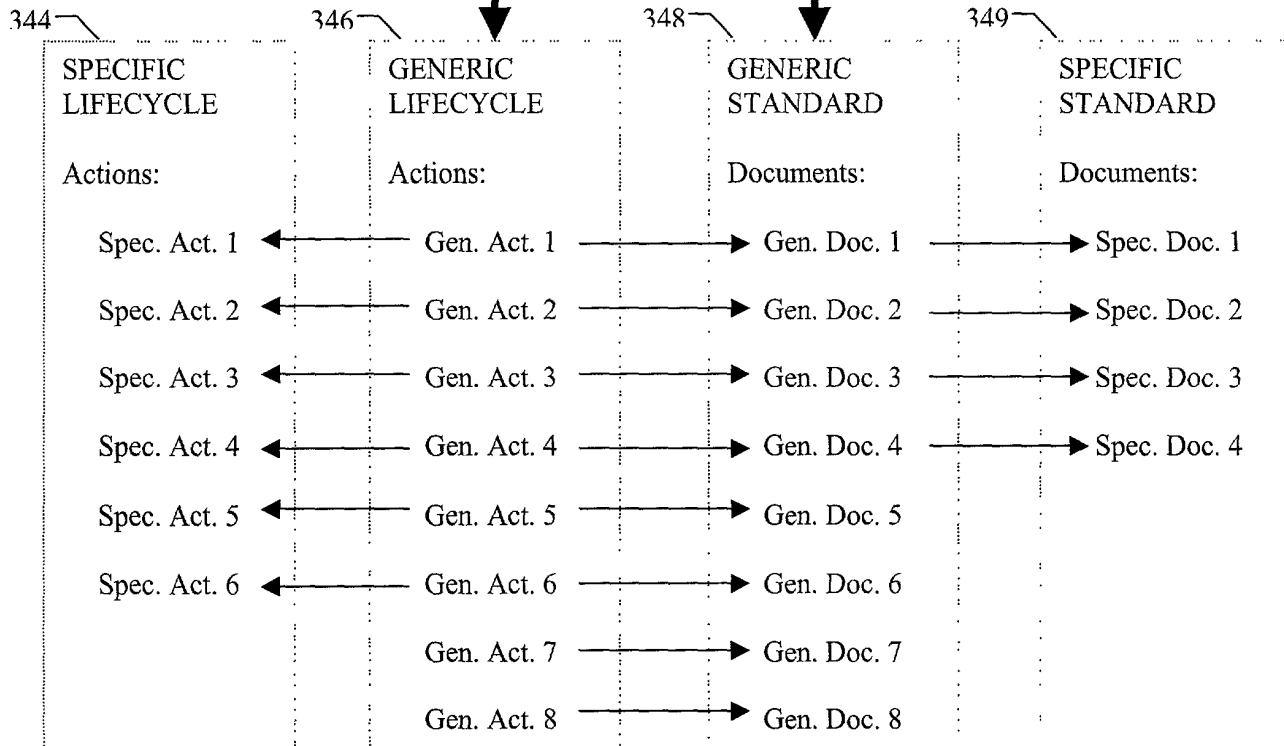 344 346 348 349
SPECIFIC GENERIC GENERIC SPECIFIC
LIFECYCLE LIFECYCLE STANDARD STANDARD
Actions: Actions: Documents: Documents:
Spec. Act. 1 Gen. Act. 1 Gen. Doc. 1 Spec. Doc. 1
Spec. Act. 2 Gen. Act. 2 Gen. Doc. 2 Spec. Doc. 2
Spec. Act. 3 Gen. Act. 3 Gen. Doc. 3 Spec. Doc. 3
Spec. Act. 4 Gen. Act. 4 Gen. Doc. 4 Spec. Doc. 4
Spec. Act. 5 Gen. Act. 5 Gen. Doc. 5
Spec. Act. 6 Gen. Act. 6 Gen. Doc. 6
Gen. Act. 7 Gen. Doc. 7
Gen. Act. 8 Gen. Doc. 8